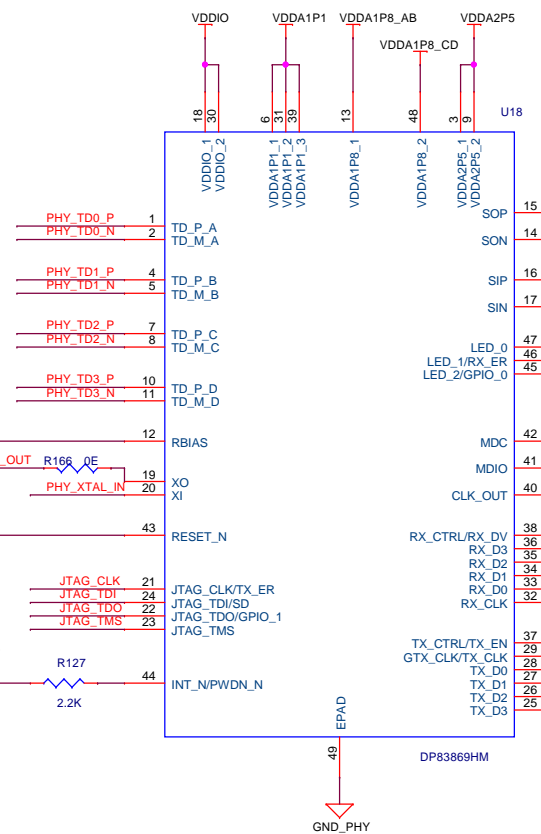 VDDIO
VDDA1P1
VDDA1P8_AB
VDDA2P5
VDDA1P8_CD
18
30
6
31
39
13
48
3
9
U18
VDDIO_1
VDDIO_2
VDDA1P1_1
VDDA1P1_2
VDDA1P1_3
VDDA1P8_1
VDDA1P8_2
VDDA2P5_1
VDDA2P5_2
PHY_TD0_P 1 TD_P_A
PHY_TD0_N 2 TD_M_A
PHY_TD1_P 4 TD_P_B
PHY_TD1_N 5 TD_M_B
PHY_TD2_P 7 TD_P_C
PHY_TD2_N 8 TD_M_C
PHY_TD3_P 10 TD_P_D
PHY_TD3_N 11 TD_M_D
12 RBIAS
_OUT R166 0E 19 XO
PHY_XTAL_IN 20 XI
43 RESET_N
JTAG_CLK 21 JTAG_CLK/TX_ER
JTAG_TDI 24 JTAG_TDI/SD
JTAG_TDO 22 JTAG_TDO/GPIO_1
JTAG_TMS 23 JTAG_TMS
R127
2.2K
44 INT_N/PWDN_N
SOP 15
SON 14
SIP 16
SIN 17
LED_0 47
LED_1/RX_ER 46
LED_2/GPIO_0 45
MDC 42
MDIO 41
CLK_OUT 40
RX_CTRL/RX_DV 38
RX_D3 36
RX_D2 35
RX_D1 34
RX_D0 33
RX_CLK 32
TX_CTRL/TX_EN 37
GTX_CLK/TX_CLK 29
TX_D0 28
TX_D1 27
TX_D2 26
TX_D3 25
EPAD
49
DP83869HM
GND_PHY